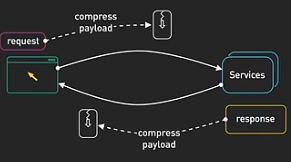 compress
payload
request
Services
response
compress
payload